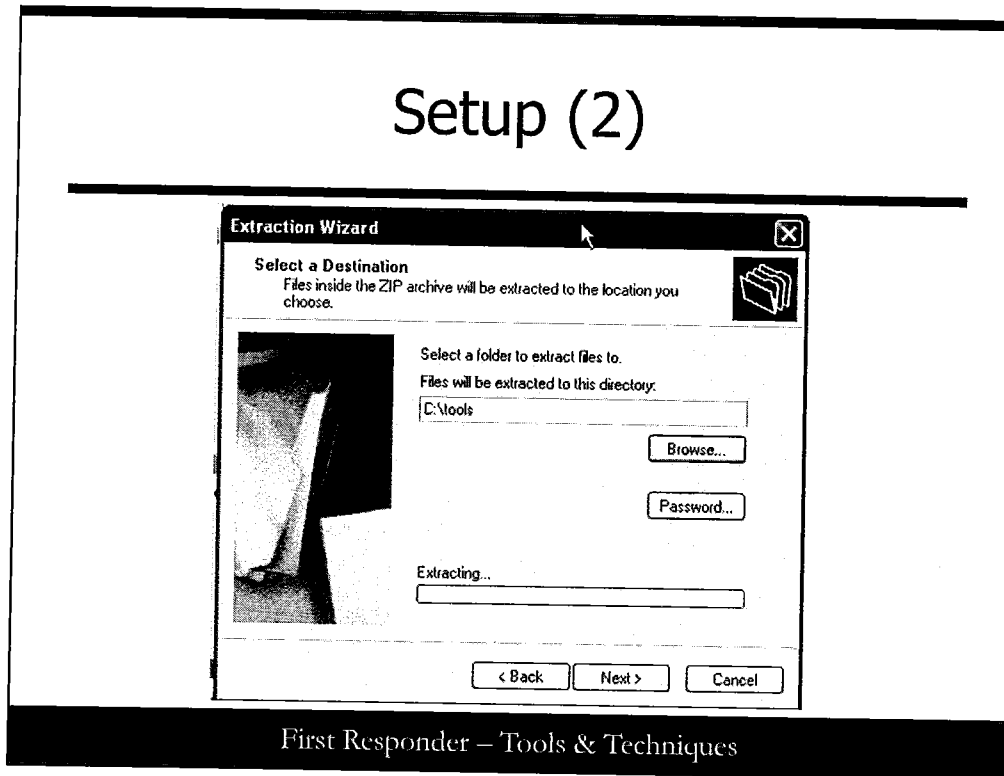 Setup (2)
Extraction Wizard
Select a Destination
Files inside the ZIP archive will be extracted to the location you
choose.
Select a folder to extract files to.
Files will be extracted to this directory:
C:\tools
Browse...
Password...
Extracting...
< Back
Next >
Cancel
First Responder – Tools & Techniques